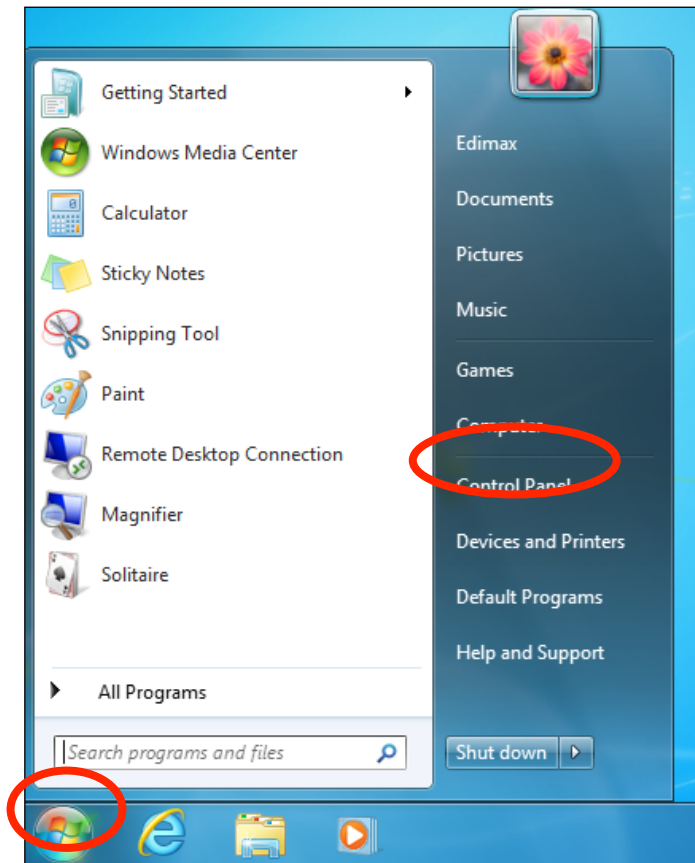 Getting Started
Windows Media Center
Calculator
Sticky Notes
Snipping Tool
Paint
Remote Desktop Connection
Magnifier
Solitaire
All Programs
Search programs and files
Edimax
Documents
Pictures
Music
Games
Computer
Control Panel
Devices and Printers
Default Programs
Help and Support
Shut down